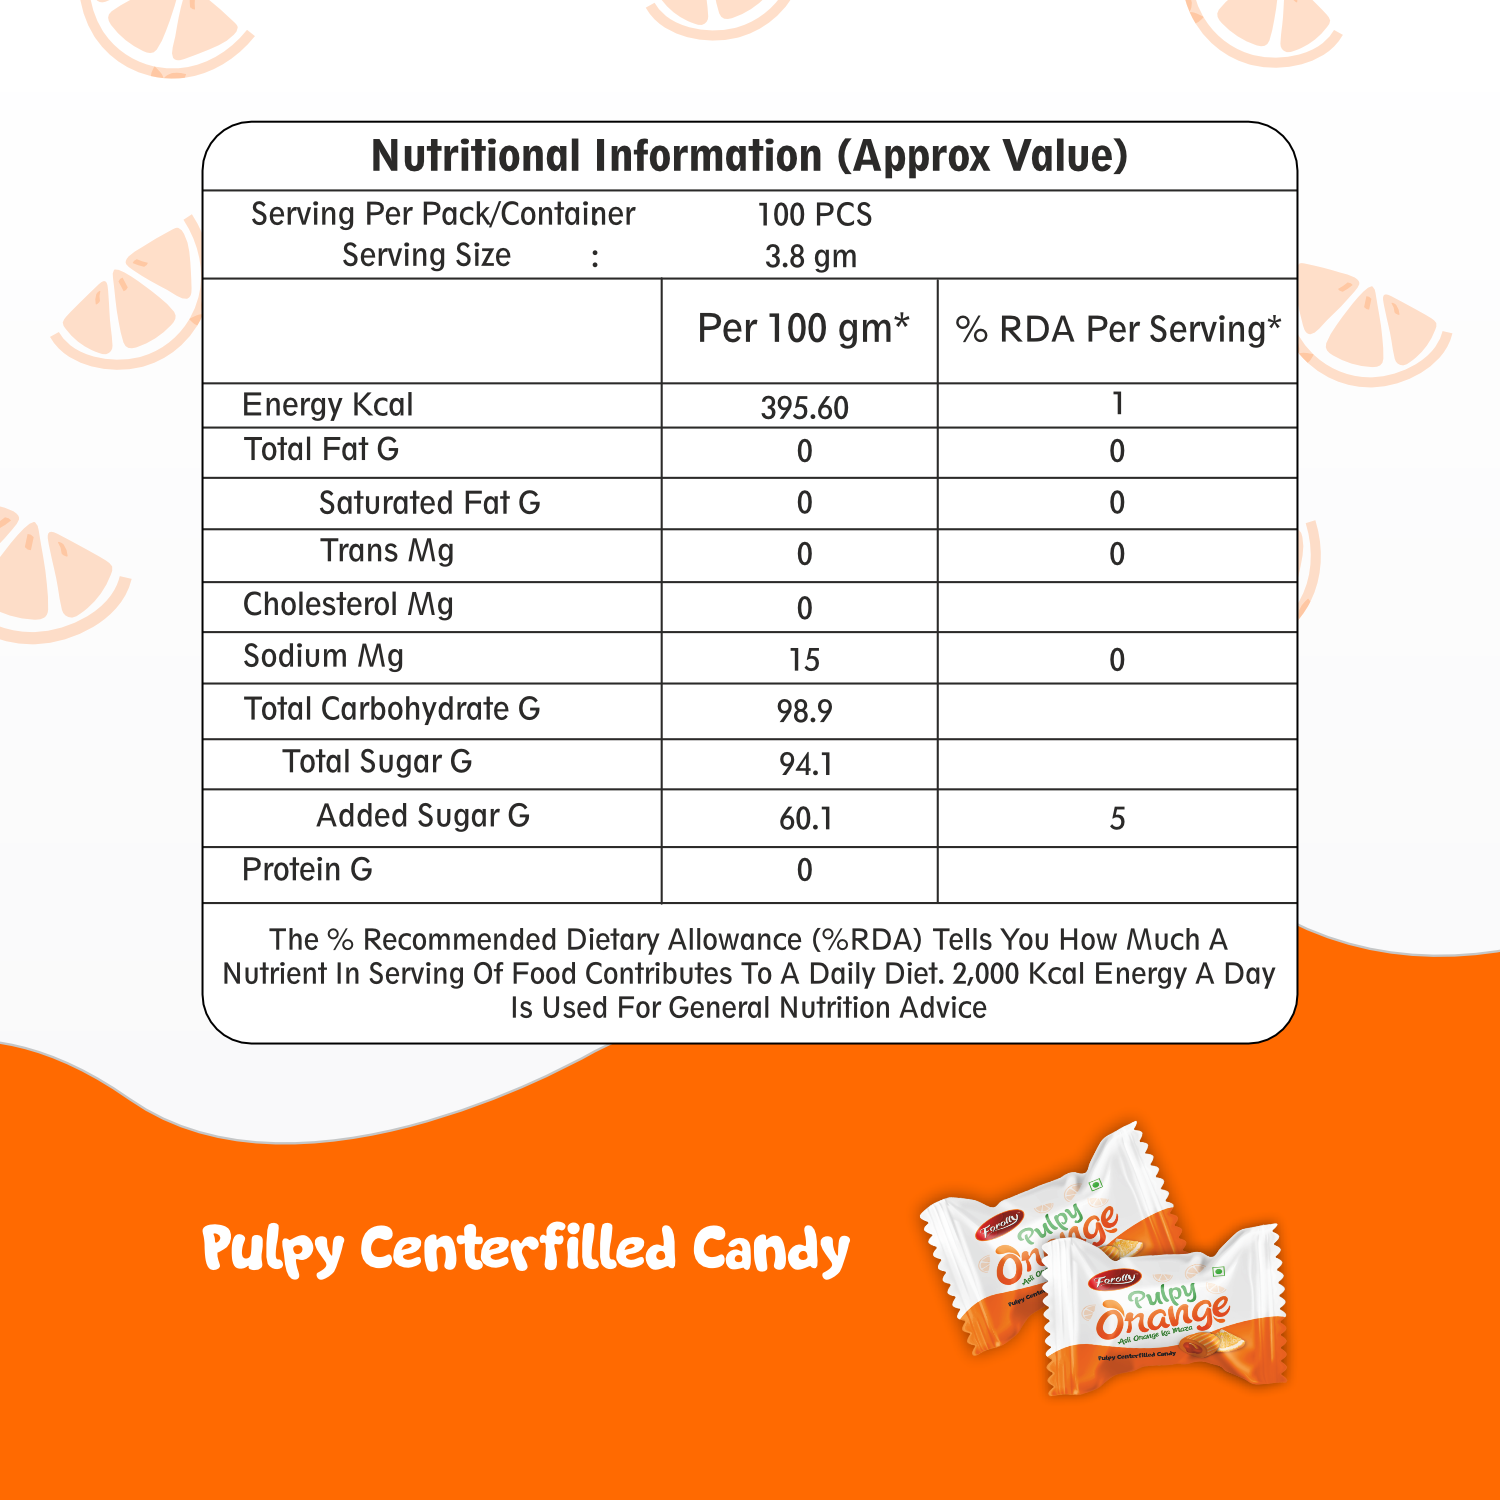 Nutritional Information (Approx Value)
Serving Per Pack/Container : 100 PCS
Serving Size : 3.8 gm
Per 100 gm* % RDA Per Serving*
Energy Kcal 395.60 1
Total Fat G 0 0
Saturated Fat G 0 0
Trans Mg 0 0
Cholesterol Mg 0
Sodium Mg 15 0
Total Carbohydrate G 98.9
Total Sugar G 94.1
Added Sugar G 60.1 5
Protein G 0
The % Recommended Dietary Allowance (%RDA) Tells You How Much A
Nutrient In Serving Of Food Contributes To A Daily Diet. 2,000 Kcal Energy A Day
Is Used For General Nutrition Advice
Pulpy Centerfilled Candy
Forolly
Pulpy
Forolly
Pulpy
Orange
Asli Orange Ka Maza
Pulpy Centerfilled Candy